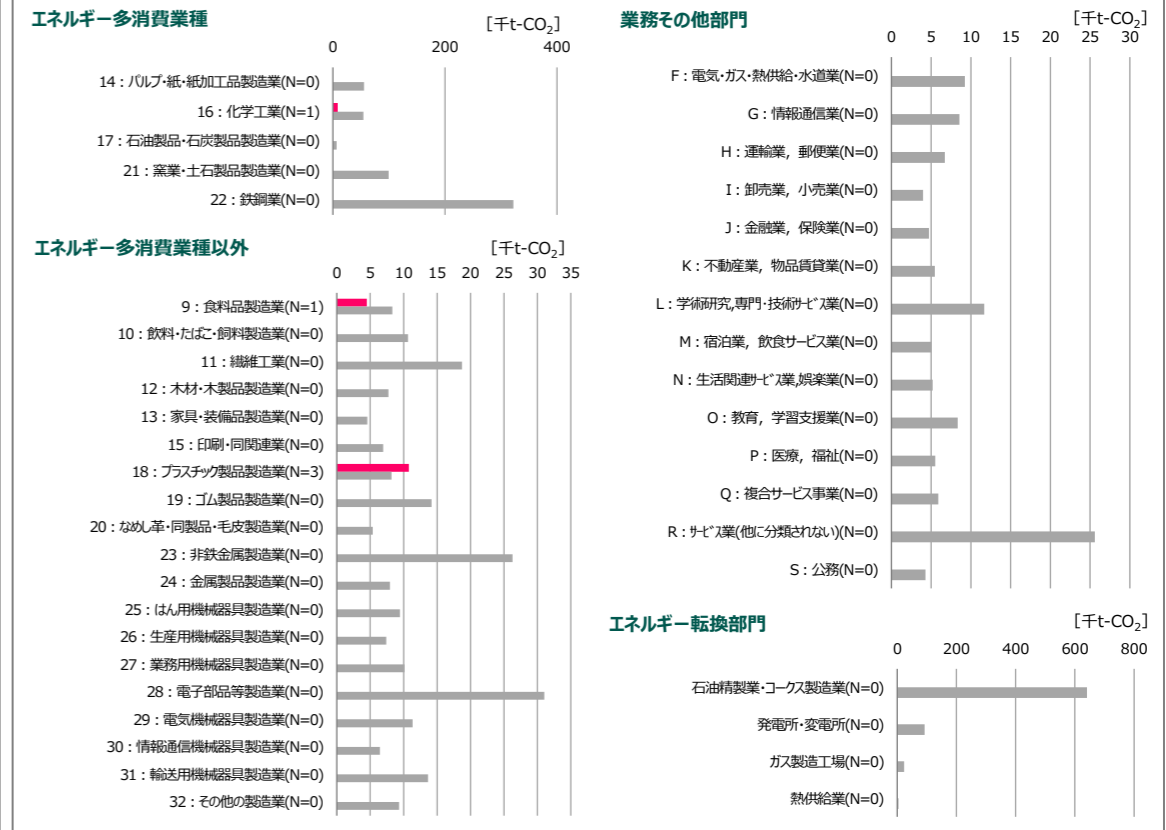 エネルギー多消費業種
[千t-CO₂]
0 200 400
14：パルプ・紙・紙加工品製造業(N=0)
16：化学工業(N=1)
17：石油製品・石炭製品製造業(N=0)
21：窯業・土石製品製造業(N=0)
22：鉄鋼業(N=0)
エネルギー多消費業種以外
[千t-CO₂]
0 5 10 15 20 25 30 35
9：食料品製造業(N=1)
10：飲料・たばこ・飼料製造業(N=0)
11：繊維工業(N=0)
12：木材・木製品製造業(N=0)
13：家具・装備品製造業(N=0)
15：印刷・同関連業(N=0)
18：プラスチック製品製造業(N=3)
19：ゴム製品製造業(N=0)
20：なめし革・同製品・毛皮製造業(N=0)
23：非鉄金属製造業(N=0)
24：金属製品製造業(N=0)
25：はん用機械器具製造業(N=0)
26：生産用機械器具製造業(N=0)
27：業務用機械器具製造業(N=0)
28：電子部品等製造業(N=0)
29：電気機械器具製造業(N=0)
30：情報通信機械器具製造業(N=0)
31：輸送用機械器具製造業(N=0)
32：その他の製造業(N=0)
業務その他部門
[千t-CO₂]
0 5 10 15 20 25 30
F：電気・ガス・熱供給・水道業(N=0)
G：情報通信業(N=0)
H：運輸業，郵便業(N=0)
I：卸売業，小売業(N=0)
J：金融業，保険業(N=0)
K：不動産業，物品賃貸業(N=0)
L：学術研究,専門・技術ｻｰﾋﾞｽ業(N=0)
M：宿泊業，飲食サービス業(N=0)
N：生活関連ｻｰﾋﾞｽ業,娯楽業(N=0)
O：教育，学習支援業(N=0)
P：医療，福祉(N=0)
Q：複合サービス事業(N=0)
R：ｻｰﾋﾞｽ業(他に分類されない)(N=0)
S：公務(N=0)
エネルギー転換部門
[千t-CO₂]
0 200 400 600 800
石油精製業・コークス製造業(N=0)
発電所・変電所(N=0)
ガス製造工場(N=0)
熱供給業(N=0)